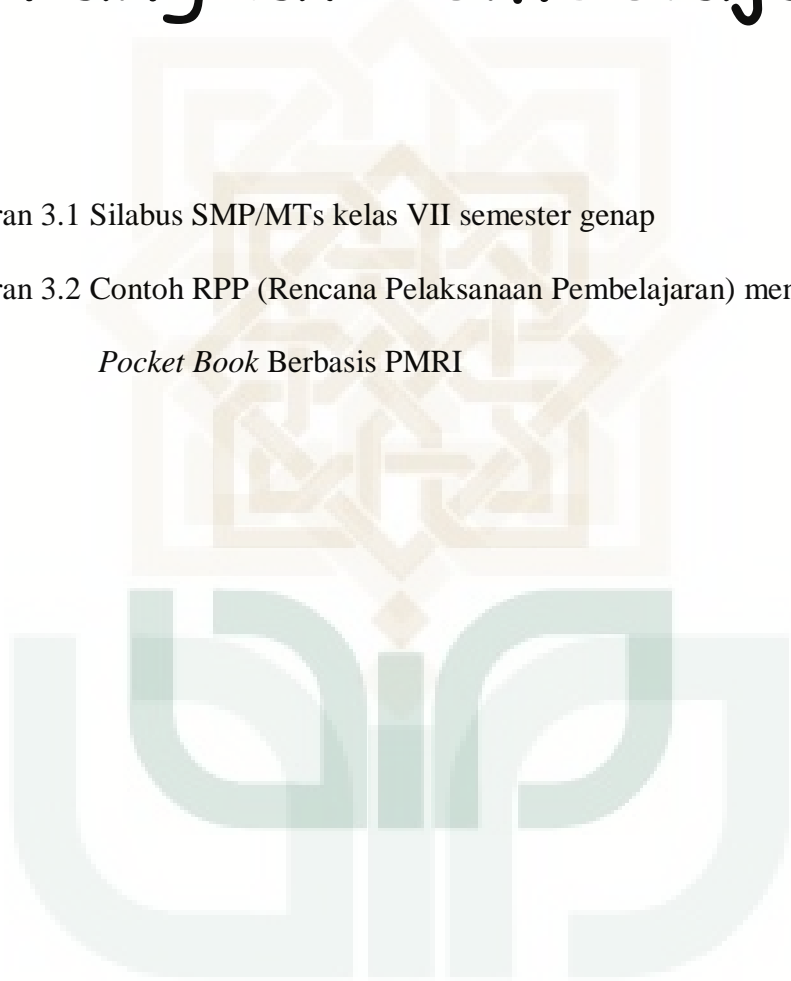 ran 3.1 Silabus SMP/MTs kelas VII semester genap
ran 3.2 Contoh RPP (Rencana Pelaksanaan Pembelajaran) mer
Pocket Book Berbasis PMRI